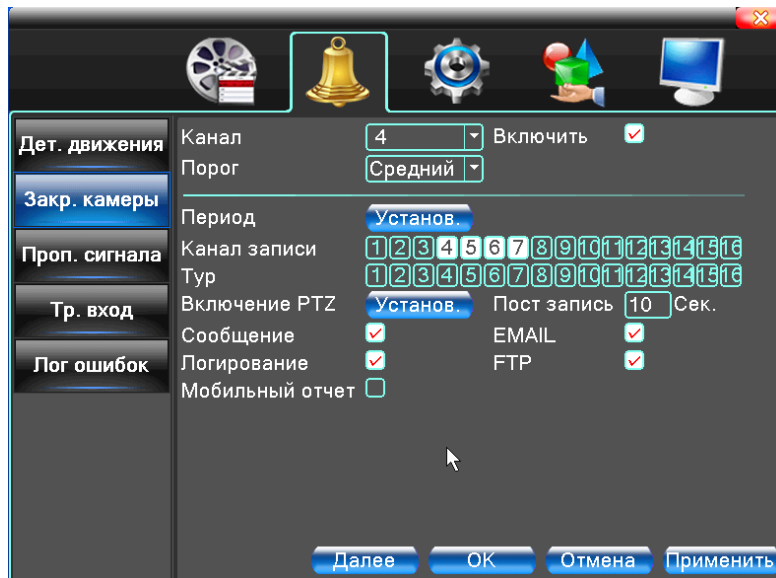 Дет. движения
Закр. камеры
Проп. сигнала
Тр. вход
Лог ошибок
Канал 4 Включить
Порог Средний
Период Установ.
Канал записи 1 2 3 4 5 6 7 8 9 10 11 12 13 14 15 16
Тур 1 2 3 4 5 6 7 8 9 10 11 12 13 14 15 16
Включение PTZ Установ. Пост запись 10 Сек.
Сообщение EMAIL
Логирование FTP
Мобильный отчет
Далее OK Отмена Применить